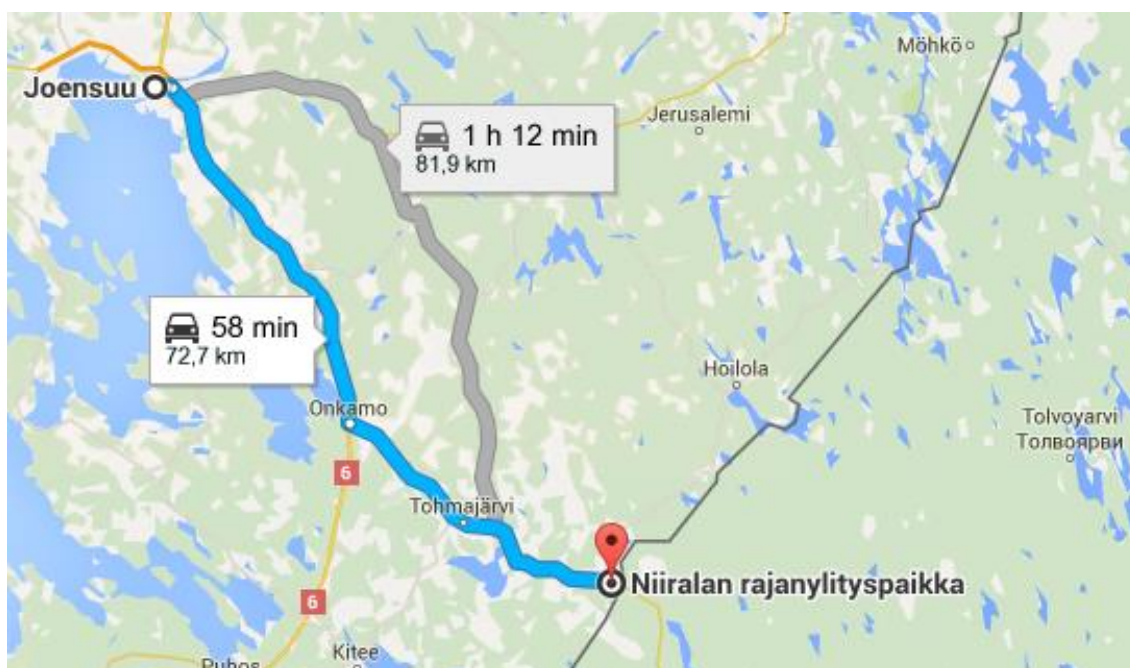 Möhkö
Joensuu
Jerusalemi
1 h 12 min
81,9 km
58 min
72,7 km
Hoilola
Onkamo
Tolvoyarvi
Толвоярви
6
Tohmajärvi
Niiralan rajanylityspaikka
6
Kitee
Puhos